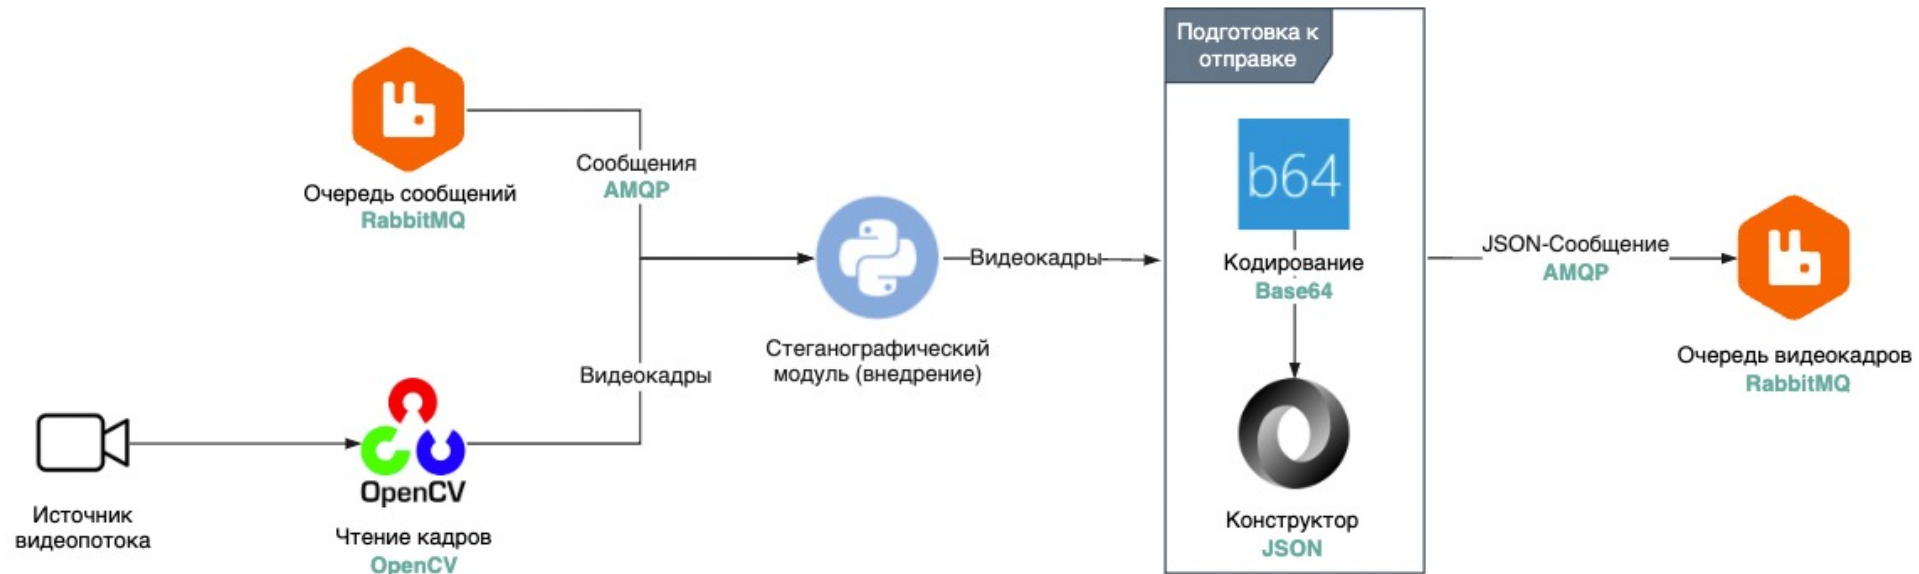 Подготовка к
отправке
Очередь сообщений
RabbitMQ
Сообщения
AMQP
b64
Кодирование
Base64
Видеокадры
JSON-Сообщение
AMQP
Стеганографический
модуль (внедрение)
Очередь видеокадров
RabbitMQ
Видеокадры
OpenCV
Источник
видеопотока
Чтение кадров
OpenCV
Конструктор
JSON